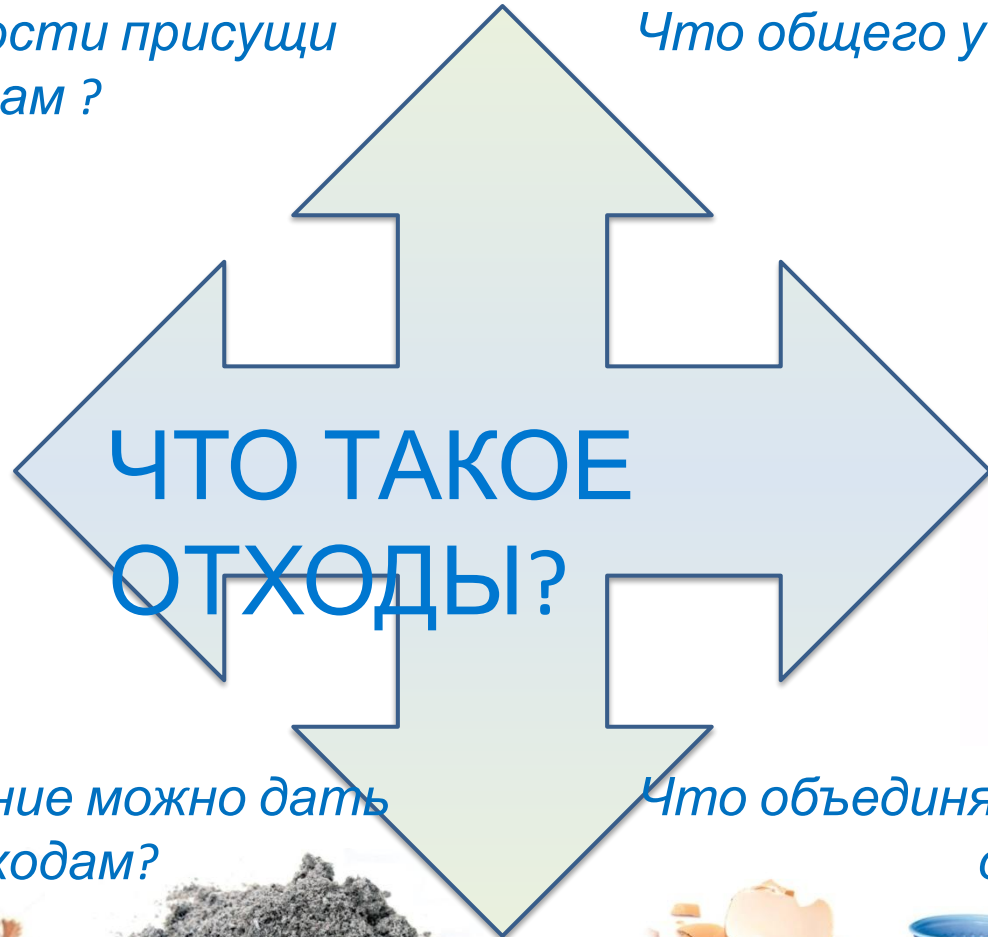 ости присущи
ам ?
Что общего у
ЧТО ТАКОЕ
ОТХОДЫ?
ние можно дать
ходам?
Что объединя